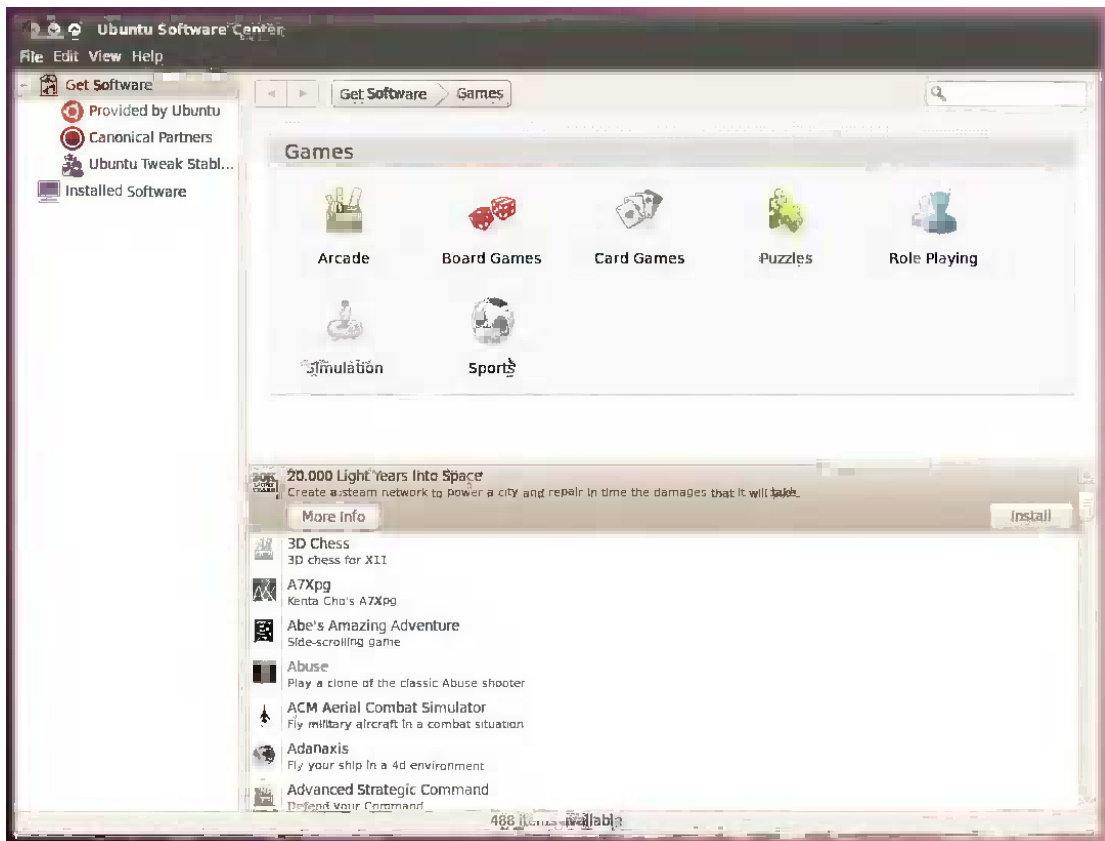 Ubuntu Software Center
File Edit View Help
Get Software
Provided by Ubuntu
Canonical Partners
Ubuntu Tweak Stabl...
Installed Software
Get Software Games
Games
Arcade
Board Games
Card Games
Puzzles
Role Playing
Simulation
Sports
20.000 Light Years Into Space
Create a steam network to power a city and repair in time the damages that it will take.
More Info
Install
3D Chess
3D chess for X11
A7Xpg
Kenta Cho's A7Xpg
Abe's Amazing Adventure
Side-scrolling game
Abuse
Play a clone of the classic Abuse shooter
ACM Aerial Combat Simulator
Fly military aircraft in a combat situation
Adanaxis
Fly your ship in a 4d environment
Advanced Strategic Command
Defend Your Command
488 items available